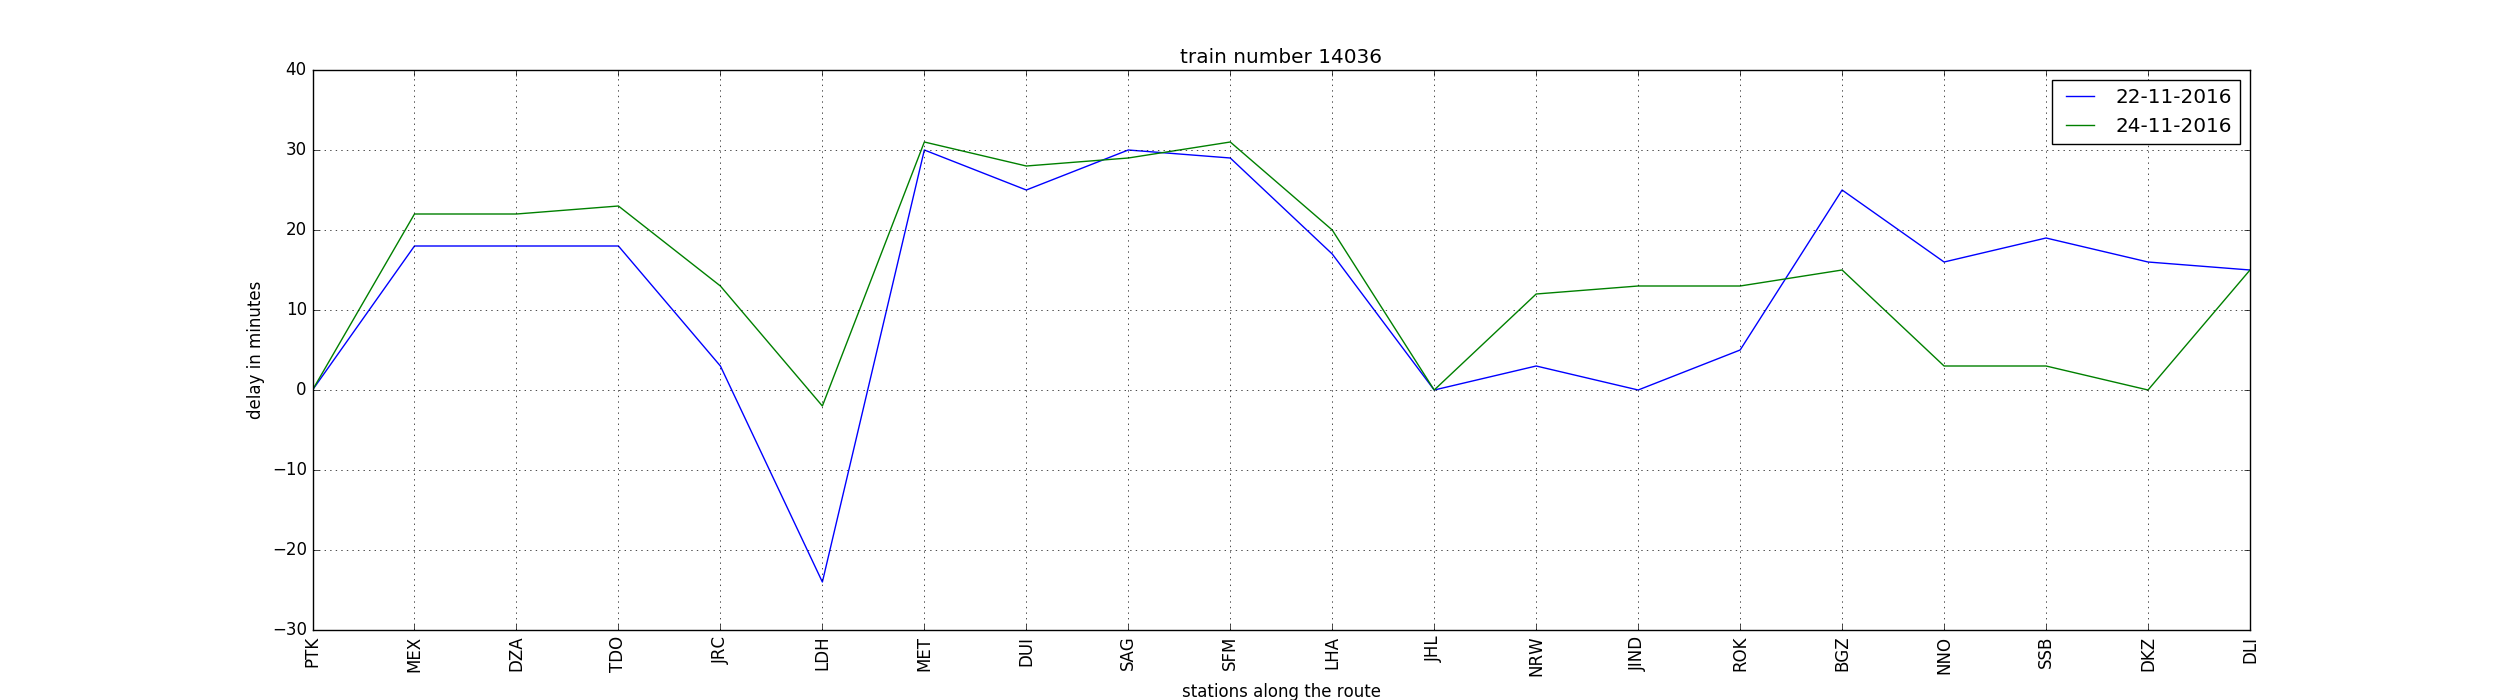 train number 14036
40
30
20
10
0
−10
−20
−30
delay in minutes
22-11-2016
24-11-2016
PTK
MEX
DZA
TDO
JRC
LDH
MET
DUI
SAG
SFM
LHA
JHL
NRW
JIND
ROK
BGZ
NNO
SSB
DKZ
DLI
stations along the route